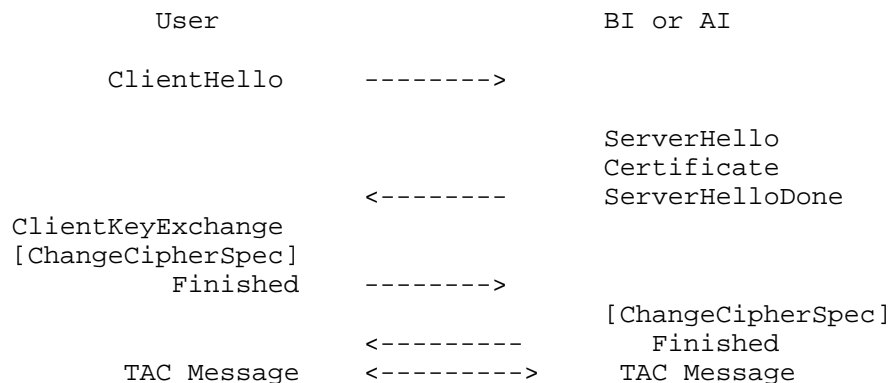 User BI or AI
ClientHello -------->
ServerHello
Certificate
<-------- ServerHelloDone
ClientKeyExchange
[ChangeCipherSpec]
Finished -------->
[ChangeCipherSpec]
<--------- Finished
TAC Message <---------> TAC Message